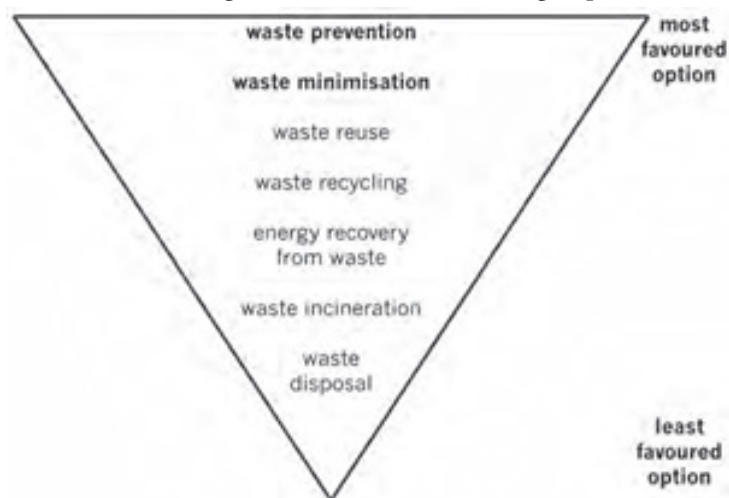 waste prevention
most
favoured
option
waste minimisation
waste reuse
waste recycling
energy recovery
from waste
waste incineration
waste
disposal
least
favoured
option